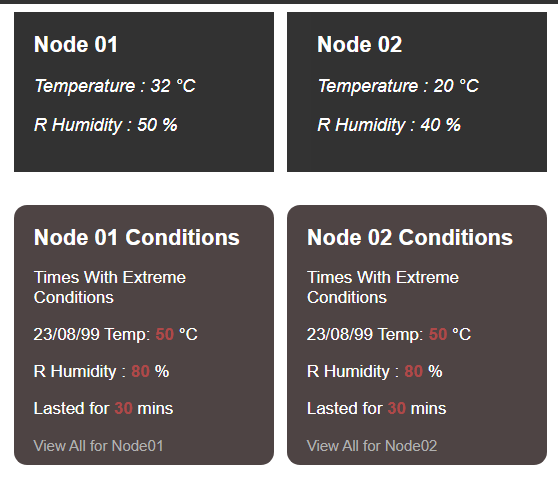 Node 01
Temperature : 32 °C
R Humidity : 50 %
Node 02
Temperature : 20 °C
R Humidity : 40 %
Node 01 Conditions
Times With Extreme
Conditions
23/08/99 Temp: 50 °C
R Humidity : 80 %
Lasted for 30 mins
View All for Node01
Node 02 Conditions
Times With Extreme
Conditions
23/08/99 Temp: 50 °C
R Humidity : 80 %
Lasted for 30 mins
View All for Node02